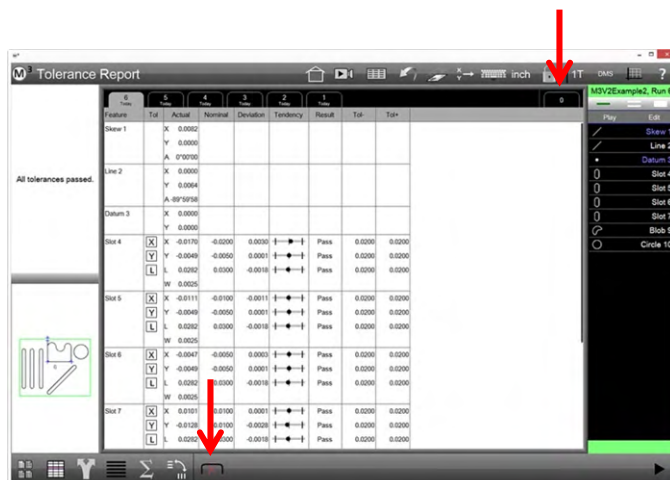 M3 Tolerance Report inch 1T DMS ?
M3V2Example2, Run 6
6 Today 5 Today 4 Today 3 Today 2 Today 1 Today 0
Feature Tol Actual Nominal Deviation Tendency Result Tol- Tol+
Play Edit
Skew 1 X 0.0082
Y 0.0000
A 0°00'00
Line 2 X 0.0000
Y 0.0064
A -89°59'58
Datum 3 X 0.0000
Y 0.0000
Slot 4 X X -0.0170 -0.0200 0.0030 Pass 0.0200 0.0200
Y Y -0.0049 -0.0050 0.0001 Pass 0.0200 0.0200
L L 0.0282 0.0300 -0.0018 Pass 0.0200 0.0200
W 0.0025
Slot 5 X X -0.0111 -0.0100 -0.0011 Pass 0.0200 0.0200
Y Y -0.0049 -0.0050 0.0001 Pass 0.0200 0.0200
L L 0.0282 0.0300 -0.0018 Pass 0.0200 0.0200
W 0.0025
Slot 6 X X -0.0047 -0.0050 0.0003 Pass 0.0200 0.0200
Y Y -0.0049 -0.0050 0.0001 Pass 0.0200 0.0200
L L 0.0282 0.0300 -0.0018 Pass 0.0200 0.0200
W 0.0025
Slot 7 X X 0.0101 0.0100 0.0001 Pass 0.0200 0.0200
Y Y -0.0128 -0.0028 Pass 0.0200 0.0200
L L 0.0282 -0.0018 Pass 0.0200 0.0200
All tolerances passed.
Skew 1
Line 2
Datum 3
Slot 4
Slot 5
Slot 6
Slot 7
Blob 9
Circle 10